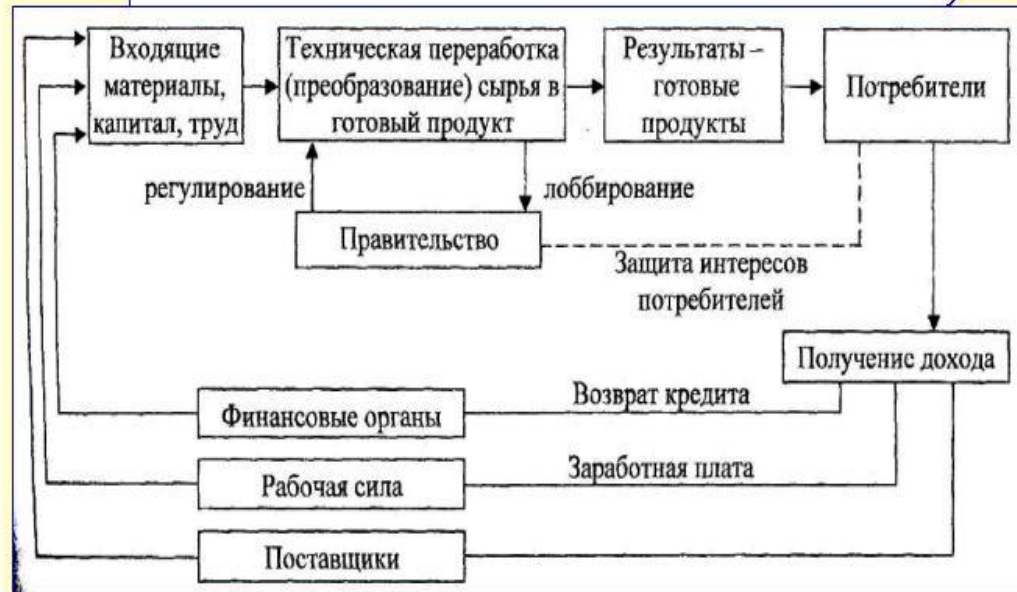 Входящие
материалы,
капитал, труд
Техническая переработка
(преобразование) сырья в
готовый продукт
Результаты –
готовые
продукты
Потребители
регулирование
лоббирование
Правительство
Защита интересов
потребителей
Получение дохода
Финансовые органы
Возврат кредита
Рабочая сила
Заработная плата
Поставщики